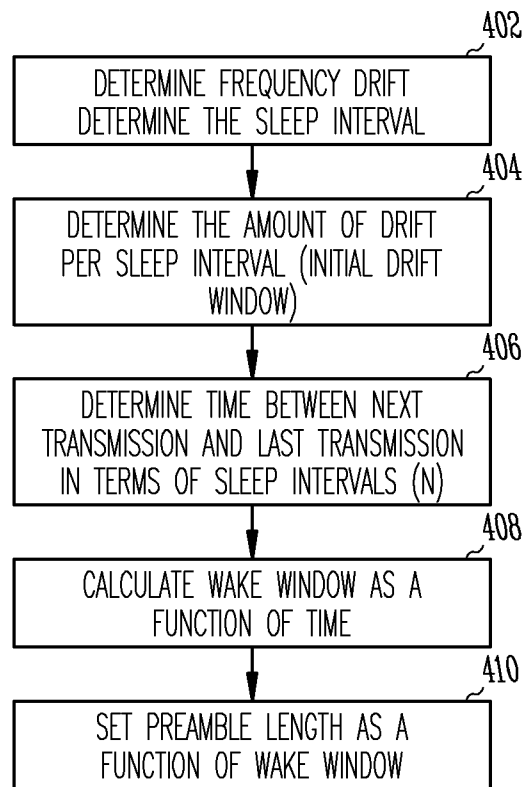 402
DETERMINE FREQUENCY DRIFT
DETERMINE THE SLEEP INTERVAL
404
DETERMINE THE AMOUNT OF DRIFT
PER SLEEP INTERVAL (INITIAL DRIFT
WINDOW)
406
DETERMINE TIME BETWEEN NEXT
TRANSMISSION AND LAST TRANSMISSION
IN TERMS OF SLEEP INTERVALS (N)
408
CALCULATE WAKE WINDOW AS A
FUNCTION OF TIME
410
SET PREAMBLE LENGTH AS A
FUNCTION OF WAKE WINDOW